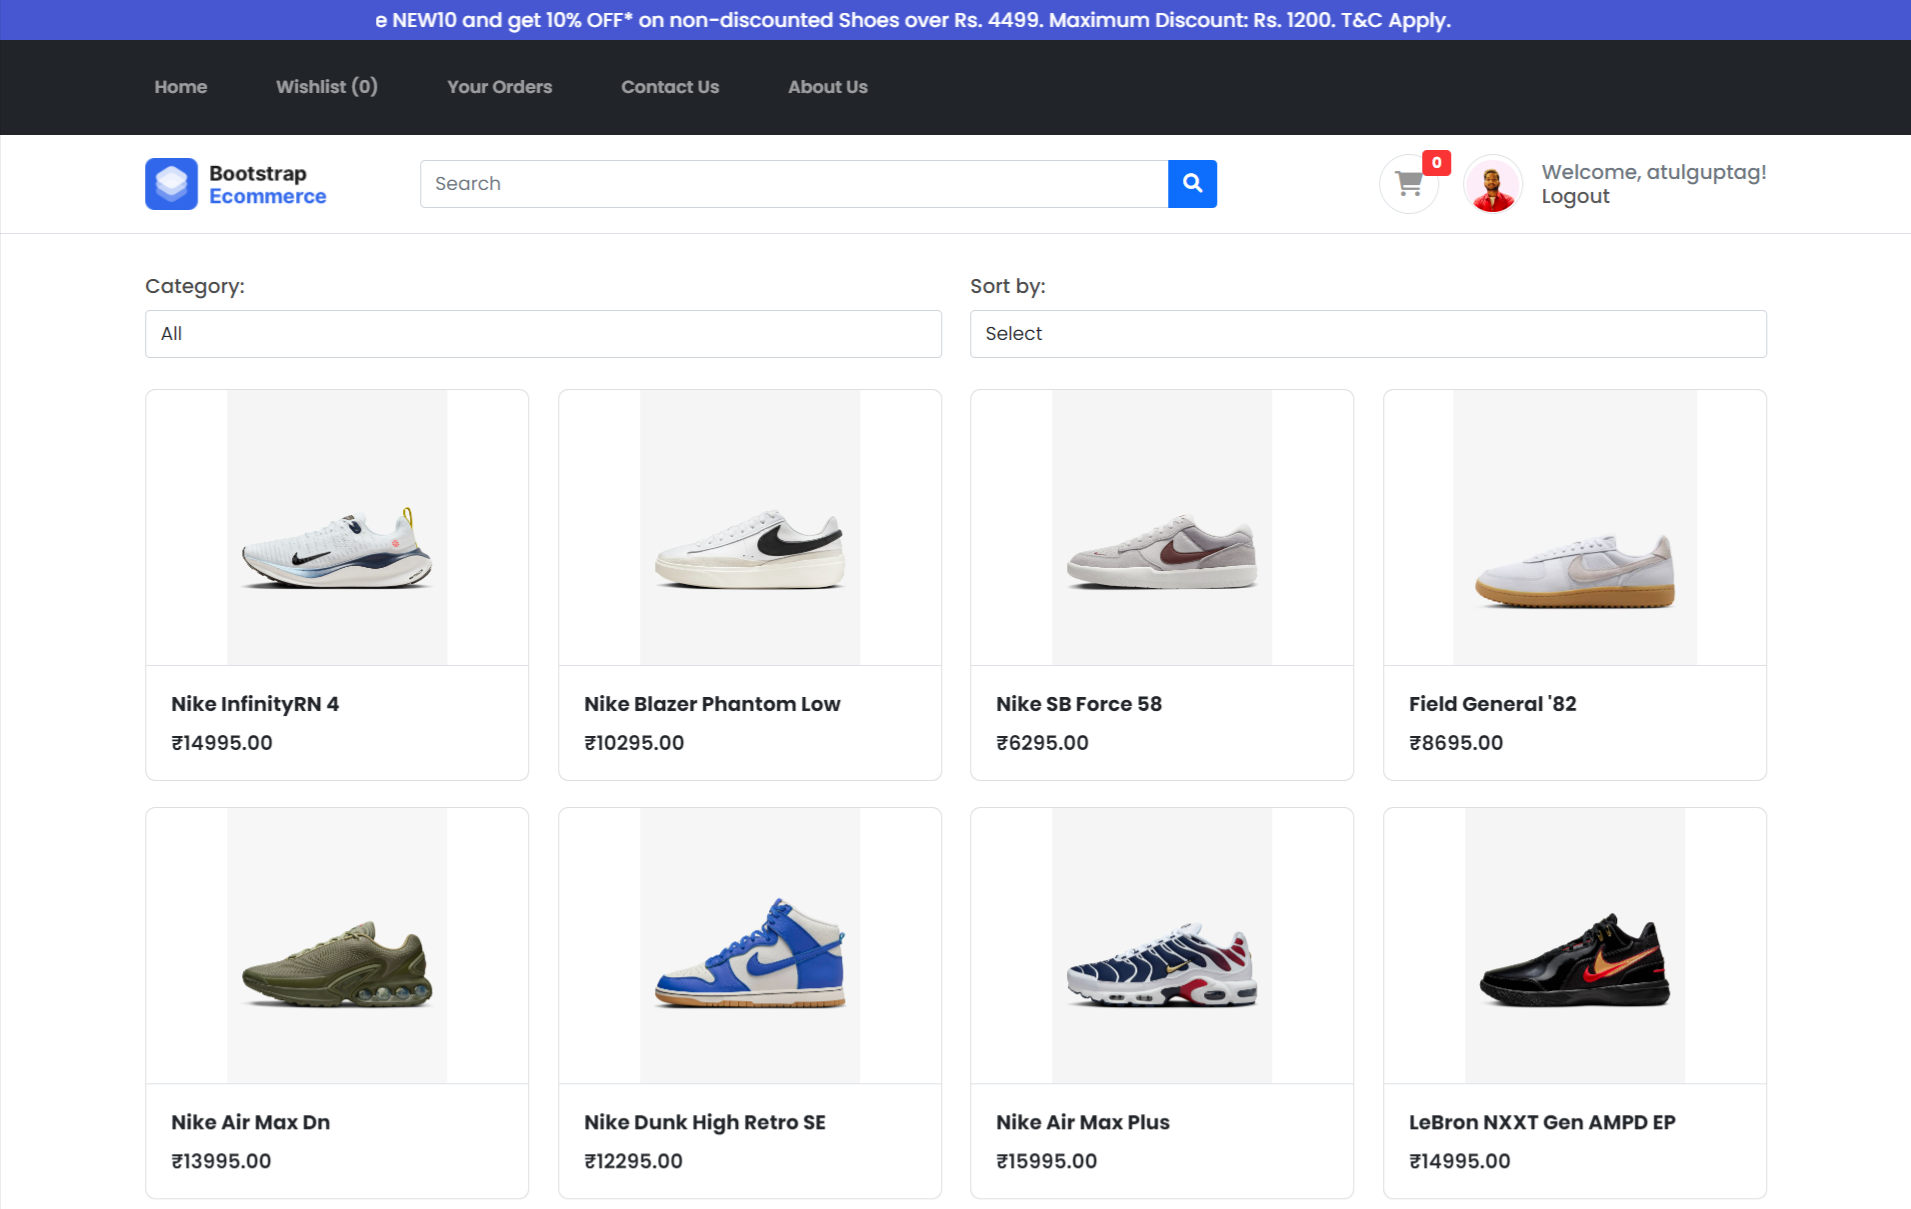 e NEW10 and get 10% OFF* on non-discounted Shoes over Rs. 4499. Maximum Discount: Rs. 1200. T&C Apply.
Home Wishlist (0) Your Orders Contact Us About Us
Bootstrap
Ecommerce
Search
0
Welcome, atulguptag!
Logout
Category:
All
Sort by:
Select
Nike InfinityRN 4
₹14995.00
Nike Blazer Phantom Low
₹10295.00
Nike SB Force 58
₹6295.00
Field General '82
₹8695.00
Nike Air Max Dn
₹13995.00
Nike Dunk High Retro SE
₹12295.00
Nike Air Max Plus
₹15995.00
LeBron NXXT Gen AMPD EP
₹14995.00